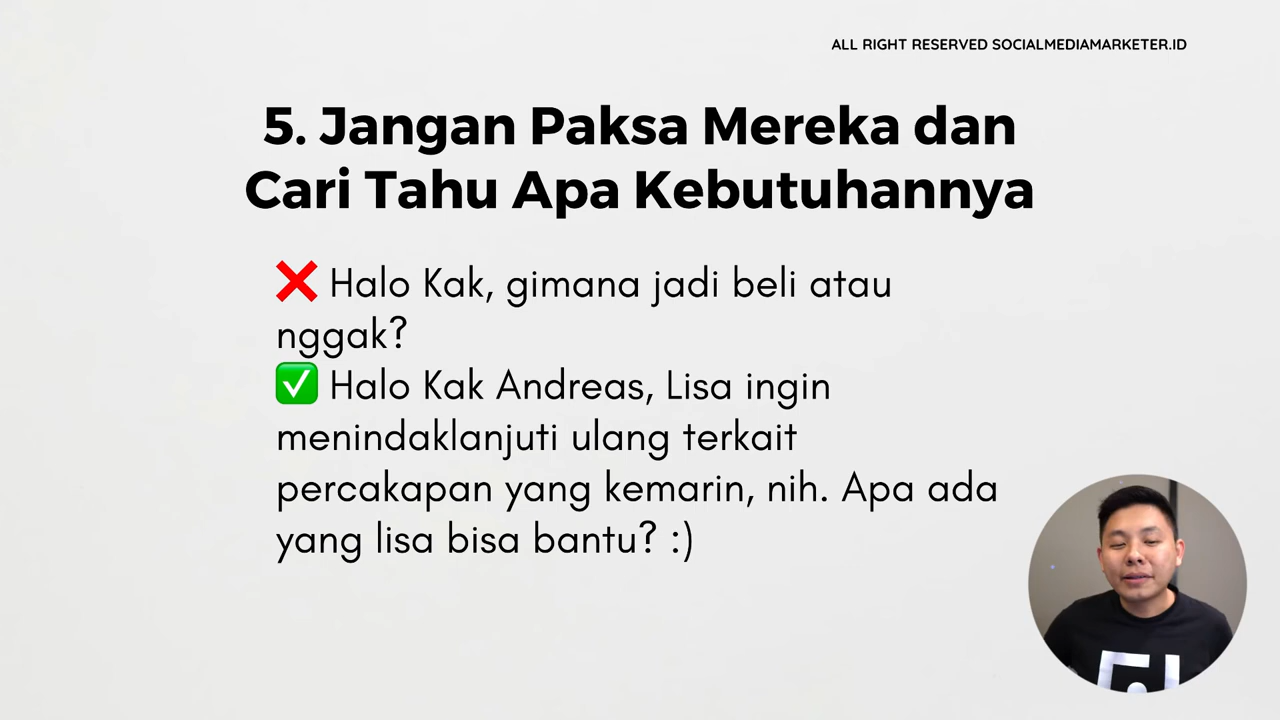 ALL RIGHT RESERVED SOCIALMEDIAMARKETER.ID
5. Jangan Paksa Mereka dan
Cari Tahu Apa Kebutuhannya
❌ Halo Kak, gimana jadi beli atau
nggak?
✅ Halo Kak Andreas, Lisa ingin
menindaklanjuti ulang terkait
percakapan yang kemarin, nih. Apa ada
yang lisa bisa bantu? :)